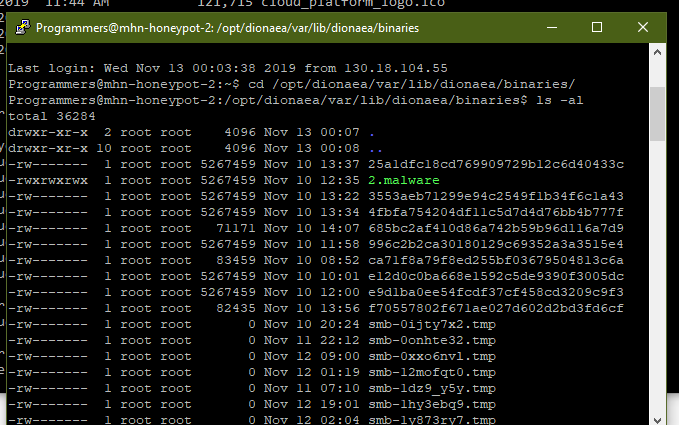 2019 11:44 AM 121,715 cloud_platform_logo.ico
Programmers@mhn-honeypot-2: /opt/dionaea/var/lib/dionaea/binaries
Last login: Wed Nov 13 00:03:38 2019 from 130.18.104.55
Programmers@mhn-honeypot-2:~$ cd /opt/dionaea/var/lib/dionaea/binaries/
Programmers@mhn-honeypot-2:/opt/dionaea/var/lib/dionaea/binaries$ ls -al
total 36284
drwxr-xr-x 2 root root 4096 Nov 13 00:07 .
drwxr-xr-x 10 root root 4096 Nov 13 00:08 ..
-rw------- 1 root root 5267459 Nov 10 13:37 25a1dfc18cd769909729b12c6d40433c
-rwxrwxrwx 1 root root 5267459 Nov 10 12:35 2.malware
-rw------- 1 root root 5267459 Nov 10 13:22 3553aeb71299e94c2549f1b34f6c1a43
-rw------- 1 root root 5267459 Nov 10 13:34 4fbfa754204df11c5d7d4d76bb4b777f
-rw------- 1 root root 71171 Nov 10 14:07 685bc2af410d86a742b59b96d116a7d9
-rw------- 1 root root 5267459 Nov 10 11:58 996c2b2ca30180129c69352a3a3515e4
-rw------- 1 root root 83459 Nov 10 08:52 ca71f8a79f8ed255bf03679504813c6a
-rw------- 1 root root 5267459 Nov 10 10:01 e12d0c0ba668e1592c5de9390f3005dc
-rw------- 1 root root 5267459 Nov 10 12:00 e9d1ba0ee54fcdf37cf458cd3209c9f3
-rw------- 1 root root 82435 Nov 10 13:56 f70557802f671ae027d602d2bd3fd6cf
-rw------- 1 root root 0 Nov 10 20:24 smb-0ijty7x2.tmp
-rw------- 1 root root 0 Nov 11 22:12 smb-0onhte32.tmp
-rw------- 1 root root 0 Nov 12 09:00 smb-0xxo6nvl.tmp
-rw------- 1 root root 0 Nov 12 01:19 smb-12mofqt0.tmp
-rw------- 1 root root 0 Nov 11 07:10 smb-1dz9_y5y.tmp
-rw------- 1 root root 0 Nov 12 19:01 smb-1hy3ebq9.tmp
-rw------- 1 root root 0 Nov 12 02:04 smb-1y873ry7.tmp